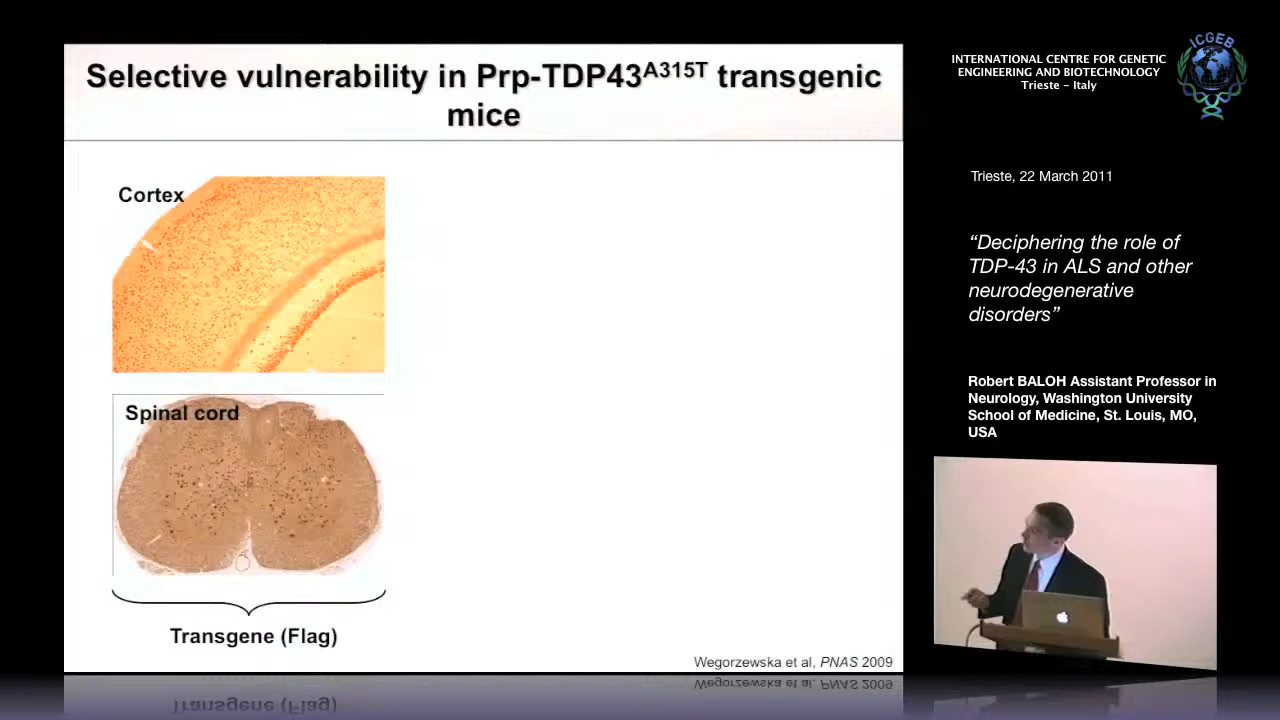 Selective vulnerability in Prp-TDP43A315T transgenic
mice
Cortex
Spinal cord
Transgene (Flag)
Wegorzewska et al, PNAS 2009
ICGEB
INTERNATIONAL CENTRE FOR GENETIC
ENGINEERING AND BIOTECHNOLOGY
Trieste – Italy
Trieste, 22 March 2011
“Deciphering the role of
TDP-43 in ALS and other
neurodegenerative
disorders”
Robert BALOH Assistant Professor in
Neurology, Washington University
School of Medicine, St. Louis, MO,
USA